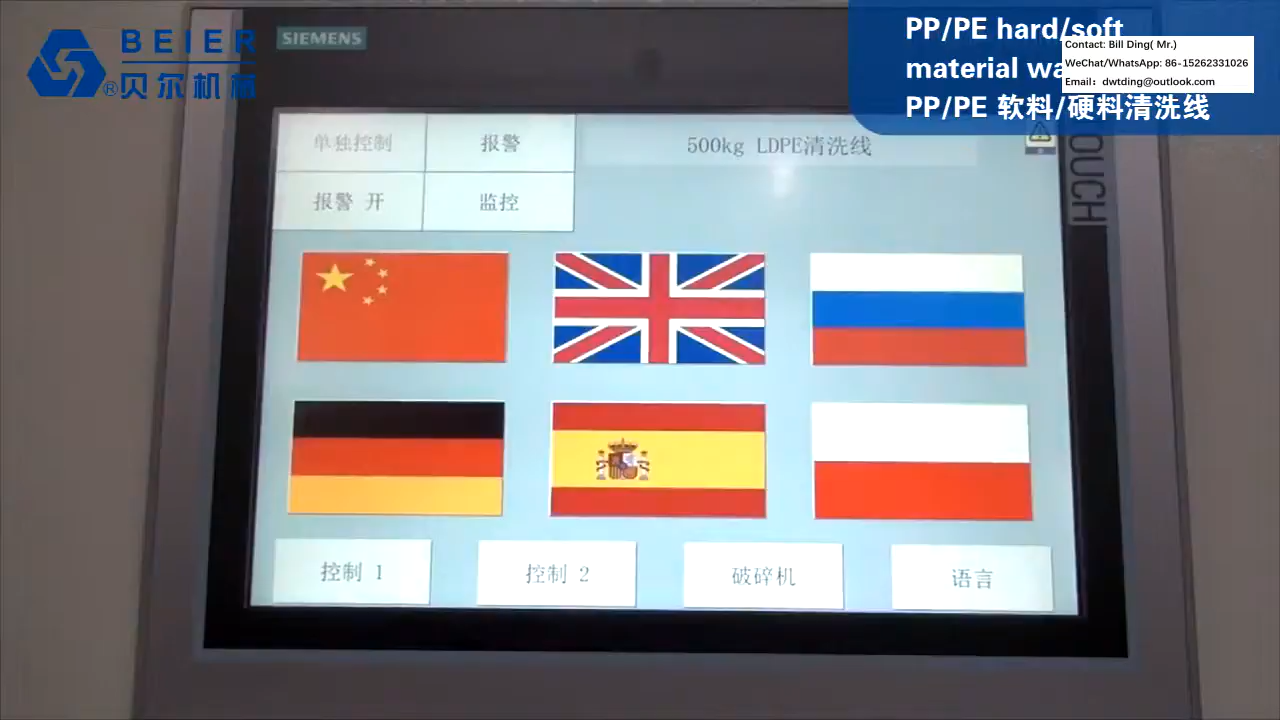 BEIER
®贝尔机械
SIEMENS
PP/PE hard/soft
material wa
PP/PE 软料/硬料清洗线
Contact: Bill Ding( Mr.)
WeChat/WhatsApp: 86-15262331026
Email: dwtding@outlook.com
OUCH
单独控制
报警
500kg LDPE清洗线
报警 开
监控
控制 1
控制 2
破碎机
语言